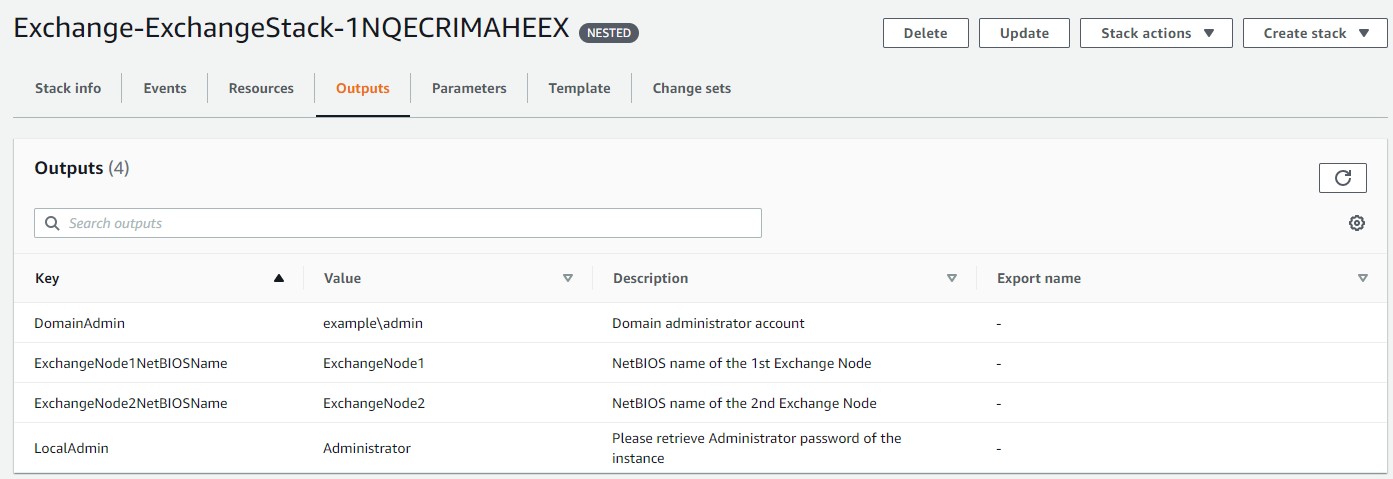 Exchange-ExchangeStack-1NQECRIMAHEEX NESTED
Delete Update Stack actions Create stack
Stack info Events Resources Outputs Parameters Template Change sets
Outputs (4)
Search outputs
Key Value Description Export name
DomainAdmin example\admin Domain administrator account -
ExchangeNode1NetBIOSName ExchangeNode1 NetBIOS name of the 1st Exchange Node -
ExchangeNode2NetBIOSName ExchangeNode2 NetBIOS name of the 2nd Exchange Node -
LocalAdmin Administrator Please retrieve Administrator password of the
instance -